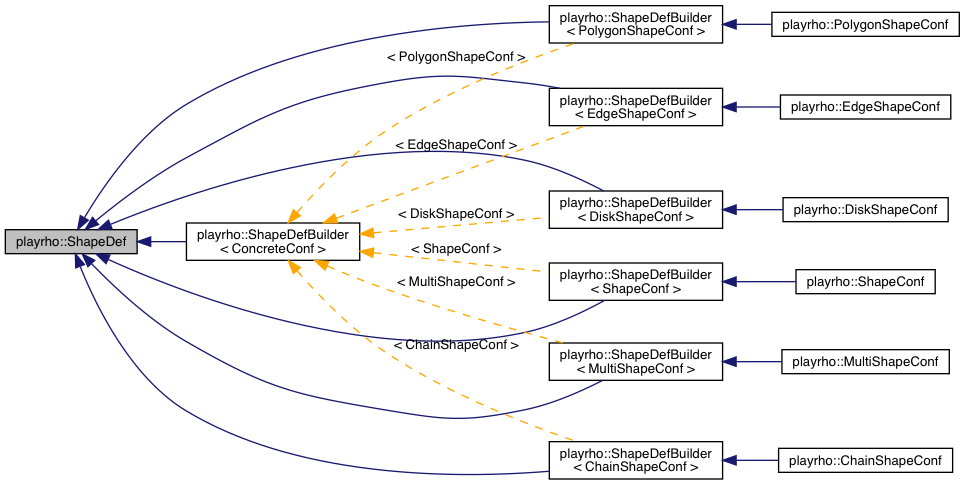 playrho::ShapeDefBuilder
< PolygonShapeConf >
playrho::PolygonShapeConf
< PolygonShapeConf >
playrho::ShapeDefBuilder
< EdgeShapeConf >
playrho::EdgeShapeConf
< EdgeShapeConf >
playrho::ShapeDefBuilder
< DiskShapeConf >
playrho::DiskShapeConf
< DiskShapeConf >
playrho::ShapeDef
playrho::ShapeDefBuilder
< ConcreteConf >
< ShapeConf >
playrho::ShapeDefBuilder
< ShapeConf >
playrho::ShapeConf
< MultiShapeConf >
playrho::ShapeDefBuilder
< MultiShapeConf >
playrho::MultiShapeConf
< ChainShapeConf >
playrho::ShapeDefBuilder
< ChainShapeConf >
playrho::ChainShapeConf